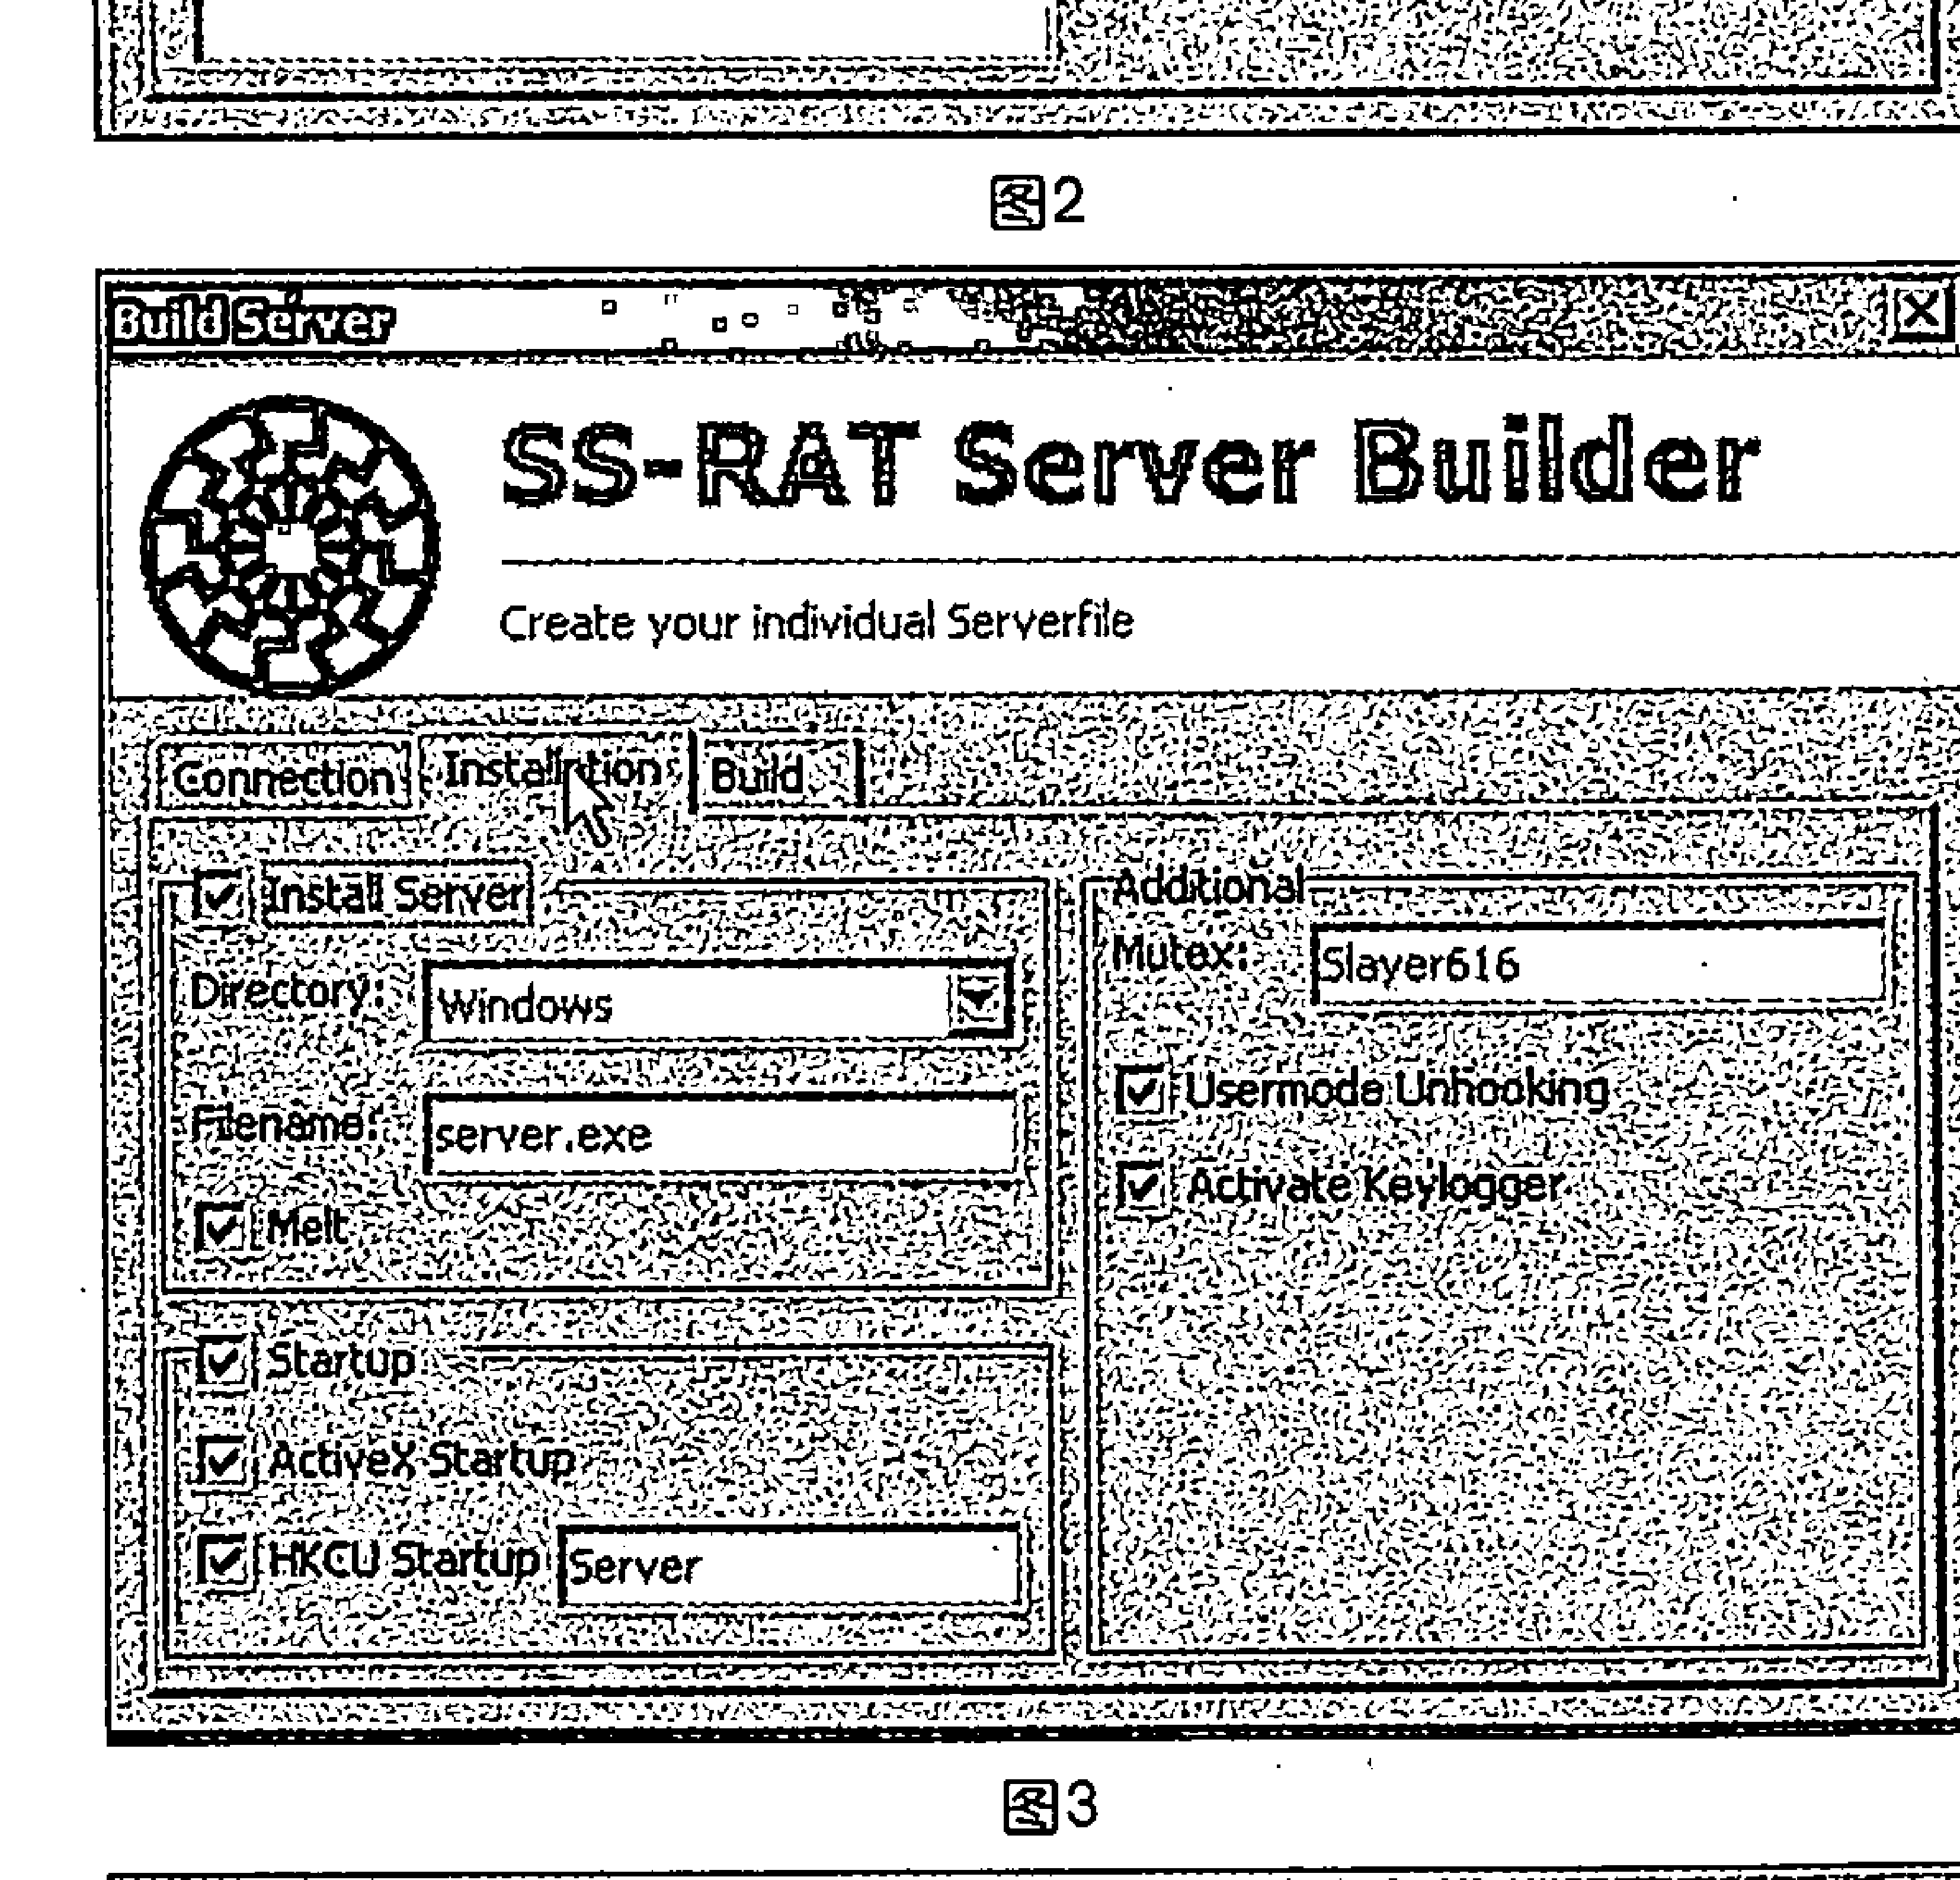 图2
Build Server
SS-RAT Server Builder
Create your individual Serverfile
Connection Installation Build
Install Server
Directory: Windows
Filename: server.exe
Melt
Startup
ActiveX Startup
HKCU Startup Server
Additional
Mutex: Slayer616
Usermode Unhooking
Activate Keylogger
图3